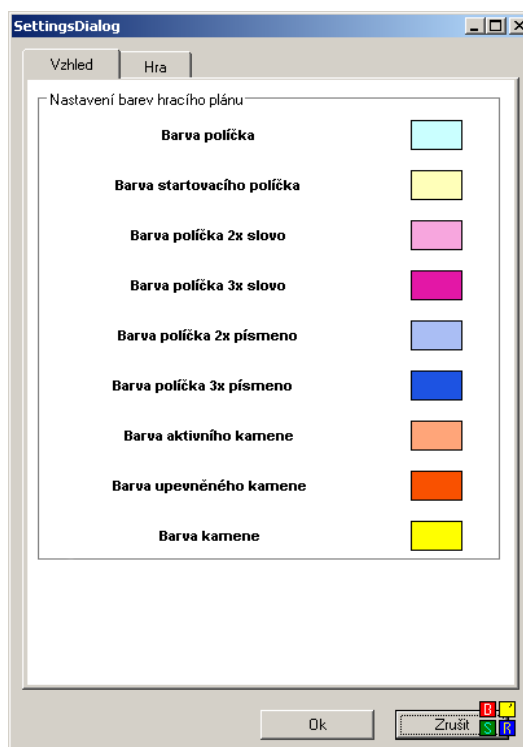 SettingsDialog
Vzhled
Hra
Nastavení barev hracího plánu
Barva políčka
Barva startovacího políčka
Barva políčka 2x slovo
Barva políčka 3x slovo
Barva políčka 2x písmeno
Barva políčka 3x písmeno
Barva aktivního kamene
Barva upevněného kamene
Barva kamene
Ok
Zrušit
B '
S R